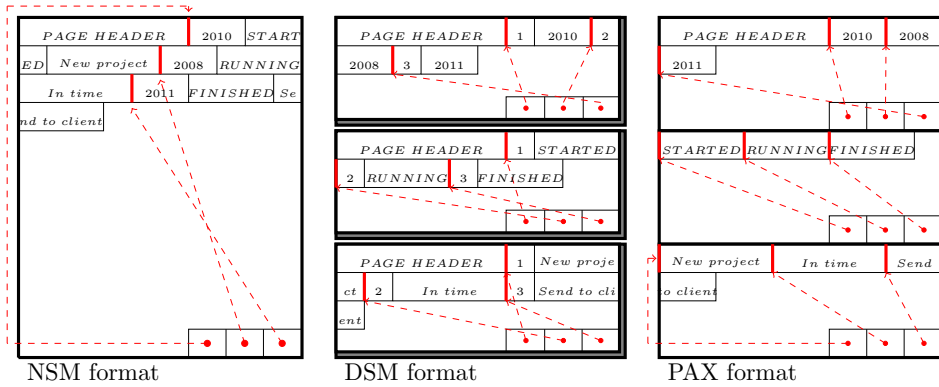 PAGE HEADER 2010 START
ED New project 2008 RUNNING
In time 2011 FINISHED Se
nd to client
NSM format
PAGE HEADER 1 2010 2
2008 3 2011
PAGE HEADER 1 STARTED
2 RUNNING 3 FINISHED
PAGE HEADER 1 New proje
ct 2 In time 3 Send to cli
ent
DSM format
PAGE HEADER 2010 2008
2011
STARTED RUNNING FINISHED
New project In time Send
to client
PAX format